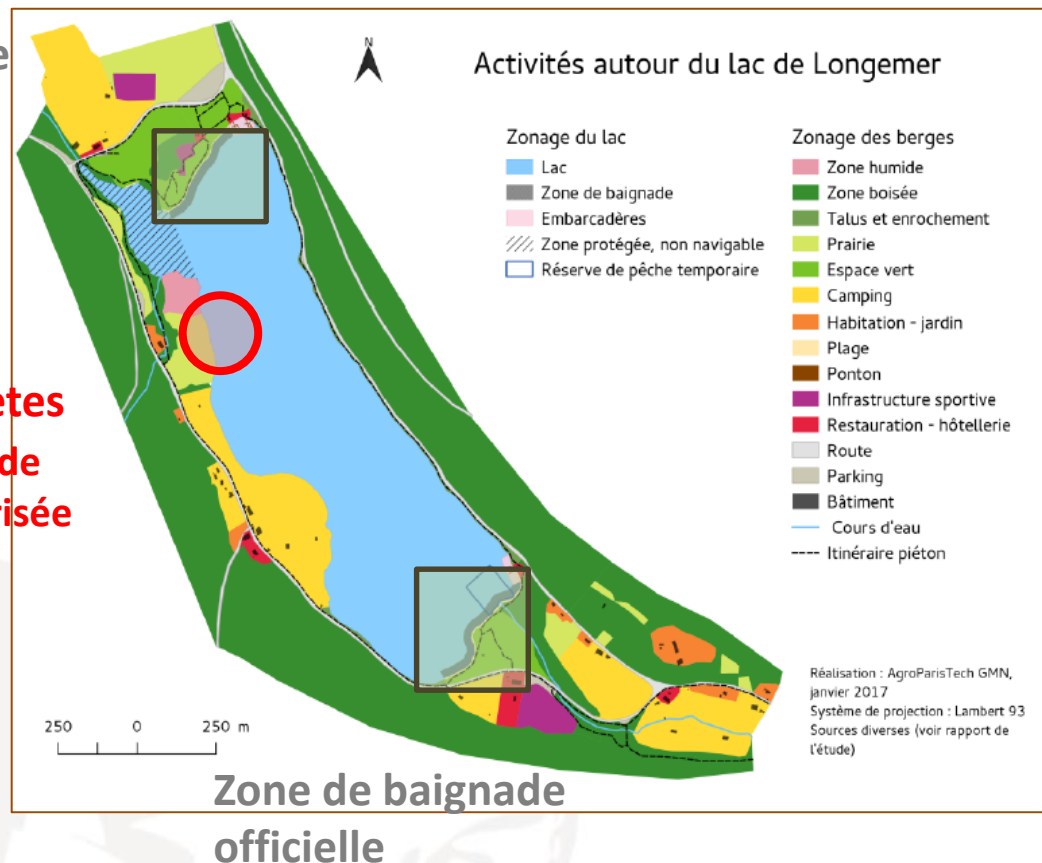 e
N
Activités autour du lac de Longemer
Zonage du lac
Lac
Zone de baignade
Embarcadères
Zone protégée, non navigable
Réserve de pêche temporaire
Zonage des berges
Zone humide
Zone boisée
Talus et enrochement
Prairie
Espace vert
Camping
Habitation - jardin
Plage
Ponton
Infrastructure sportive
Restauration - hôtellerie
Route
Parking
Bâtiment
Cours d'eau
Itinéraire piéton
etes
de
risée
Réalisation : AgroParisTech GMN,
janvier 2017
Système de projection : Lambert 93
Sources diverses (voir rapport de
l'étude)
250 0 250 m
Zone de baignade
officielle